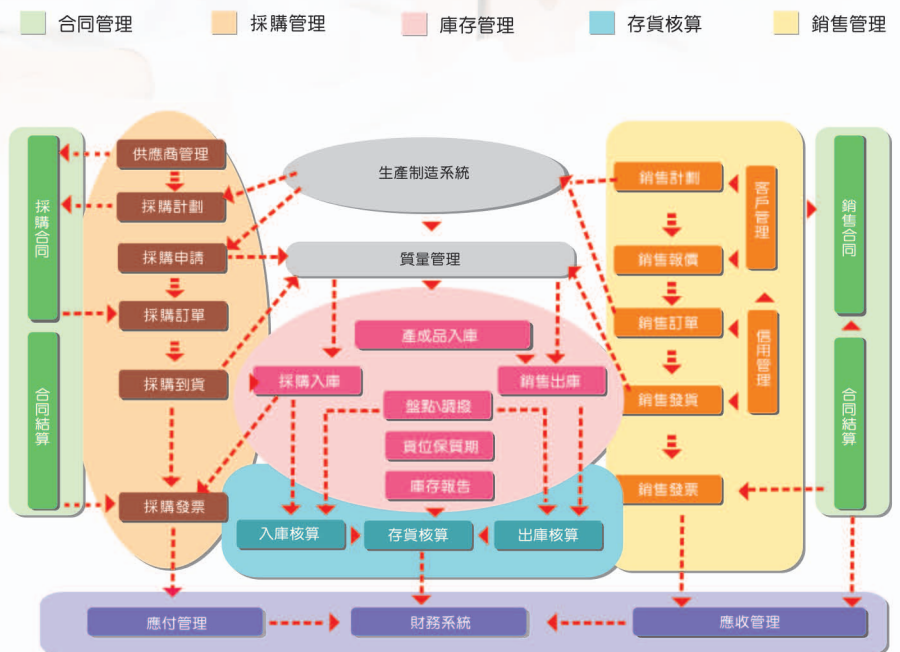 合同管理
採購管理
庫存管理
存貨核算
銷售管理
採購合同
合同結算
供應商管理
採購計劃
採購申請
採購訂單
採購到貨
採購發票
生產制造系統
質量管理
產成品入庫
採購入庫
銷售出庫
盤點\調撥
貨位保質期
庫存報告
入庫核算
存貨核算
出庫核算
銷售計劃
銷售報價
銷售訂單
銷售發貨
銷售發票
客戶管理
信用管理
銷售合同
合同結算
應付管理
財務系統
應收管理